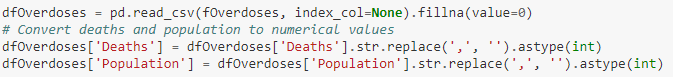 dfOverdoses = pd.read_csv(fOverdoses, index_col=None).fillna(value=0)
# Convert deaths and population to numerical values
dfOverdoses['Deaths'] = dfOverdoses['Deaths'].str.replace(',', '').astype(int)
dfOverdoses['Population'] = dfOverdoses['Population'].str.replace(',', '').astype(int)